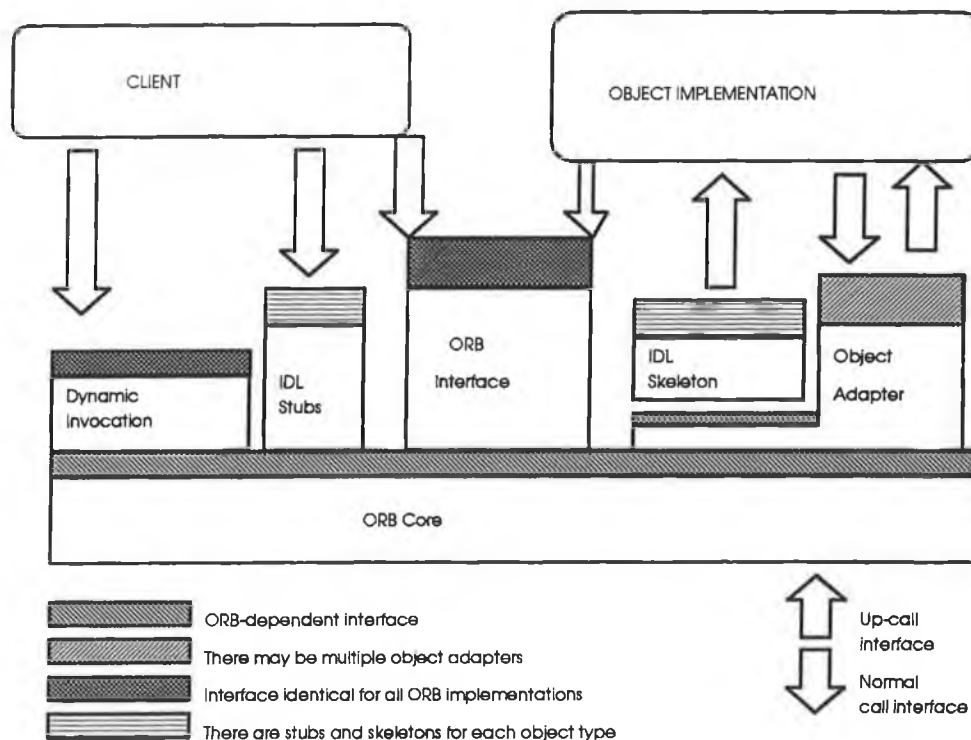 CLIENT
OBJECT IMPLEMENTATION
ORB
Interface
IDL
Stubs
Dynamic
Invocation
IDL
Skeleton
Object
Adapter
ORB Core
ORB-dependent interface
There may be multiple object adapters
Interface identical for all ORB implementations
There are stubs and skeletons for each object type
Up-call
interface
Normal
call interface